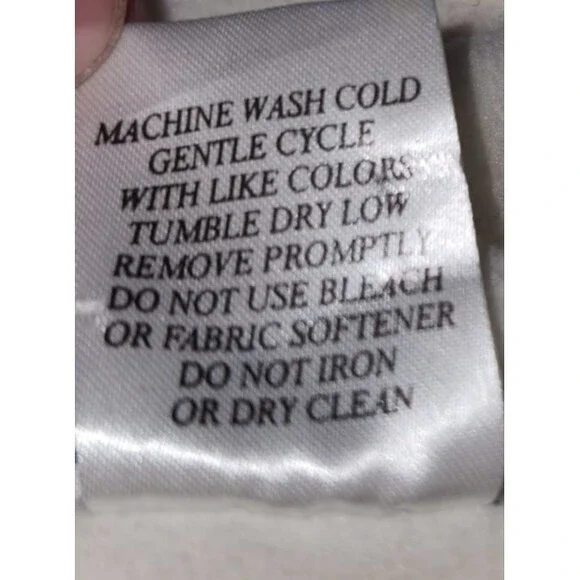 MACHINE WASH COLD
GENTLE CYCLE
WITH LIKE COLORS
TUMBLE DRY LOW
REMOVE PROMPTLY
DO NOT USE BLEACH
OR FABRIC SOFTENER
DO NOT IRON
OR DRY CLEAN